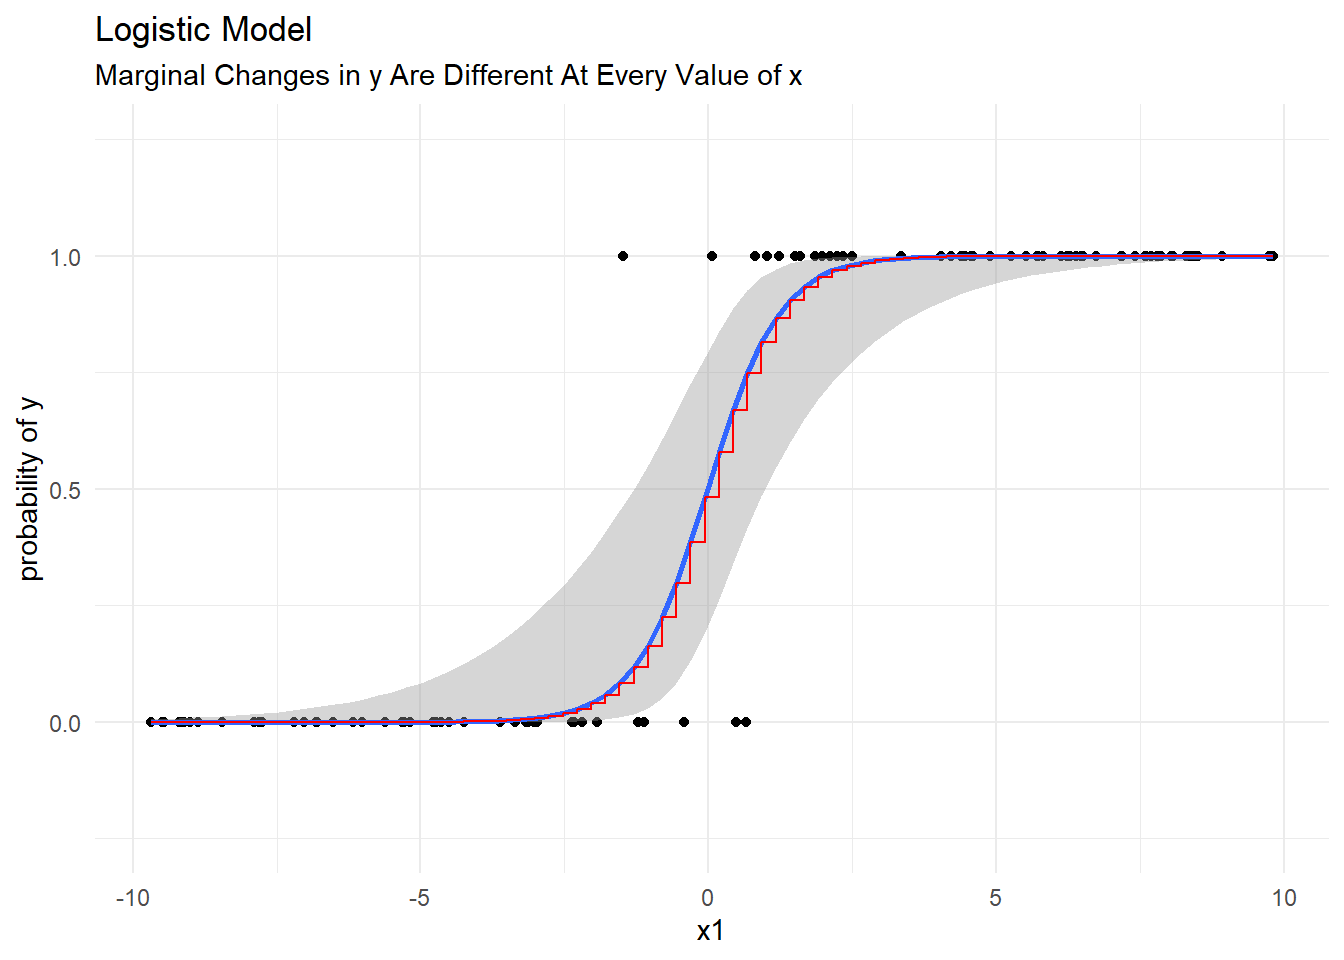 Logistic Model
Marginal Changes in y Are Different At Every Value of x
probability of y
1.0
0.5
0.0
-10
-5
0
5
10
x1